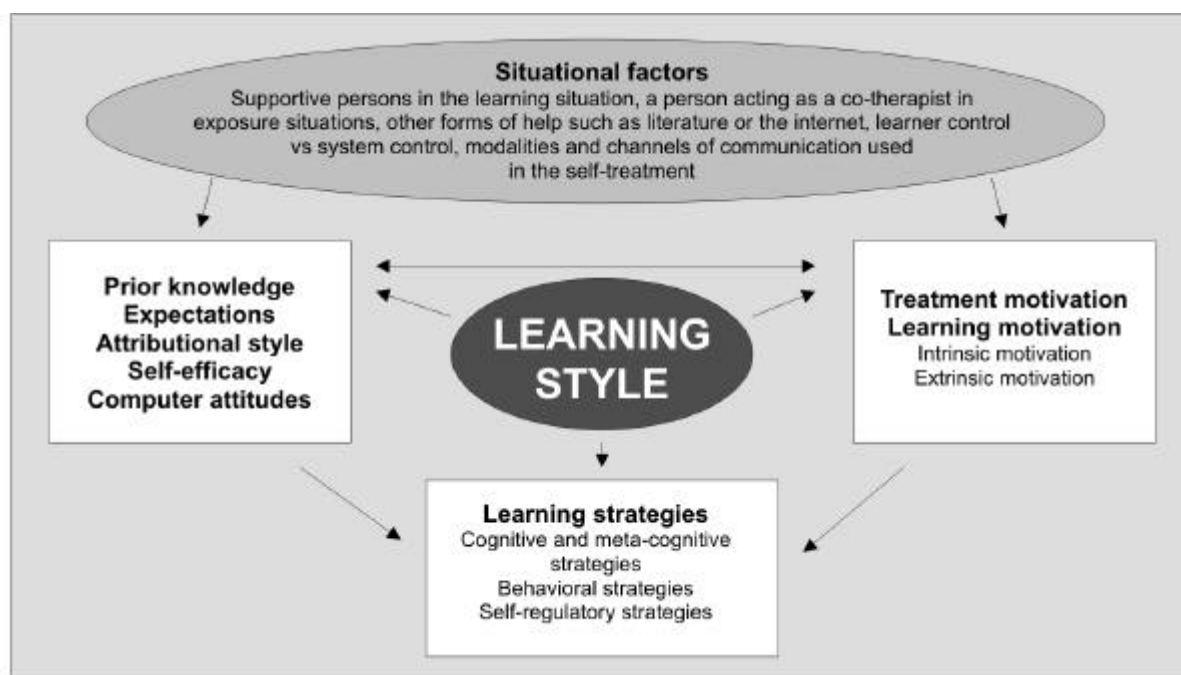 Situational factors
Supportive persons in the learning situation, a person acting as a co-therapist in
exposure situations, other forms of help such as literature or the internet, learner control
vs system control, modalities and channels of communication used
in the self-treatment
Prior knowledge
Expectations
Attributional style
Self-efficacy
Computer attitudes
LEARNING
STYLE
Treatment motivation
Learning motivation
Intrinsic motivation
Extrinsic motivation
Learning strategies
Cognitive and meta-cognitive
strategies
Behavioral strategies
Self-regulatory strategies